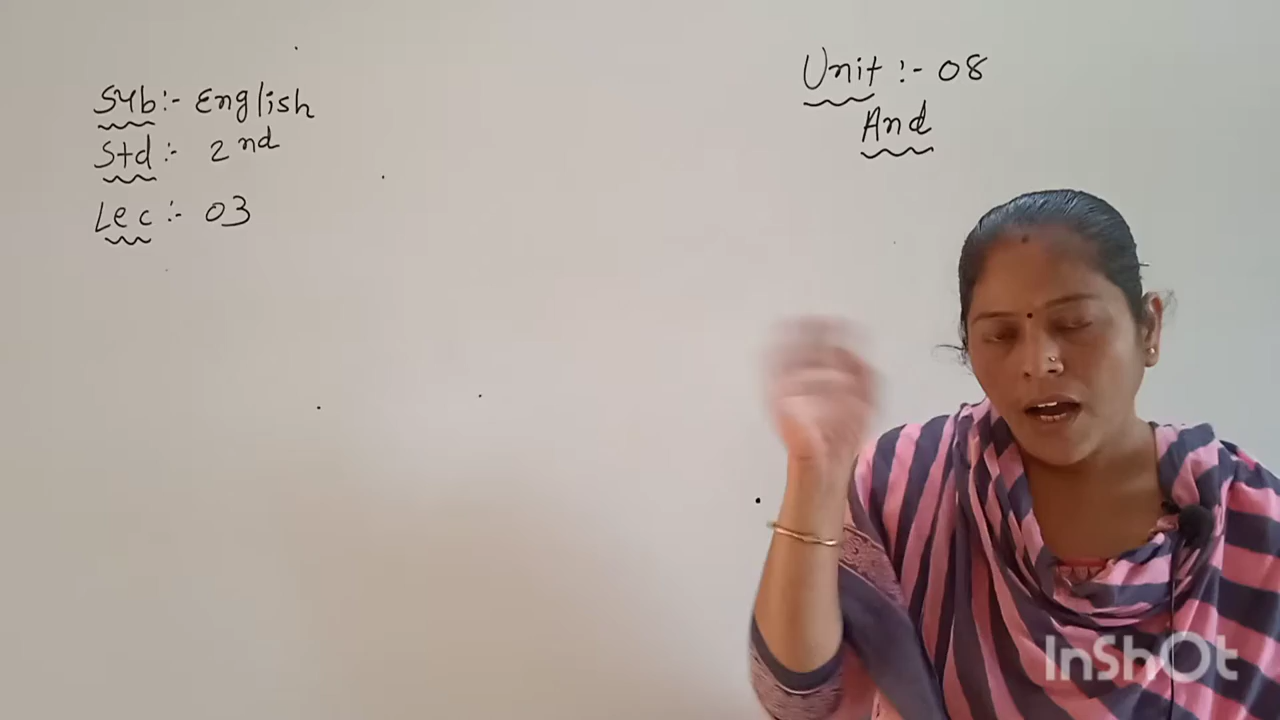 Sub:- English
Std:- 2nd
Lec:- 03
Unit:- 08
And
InShOt